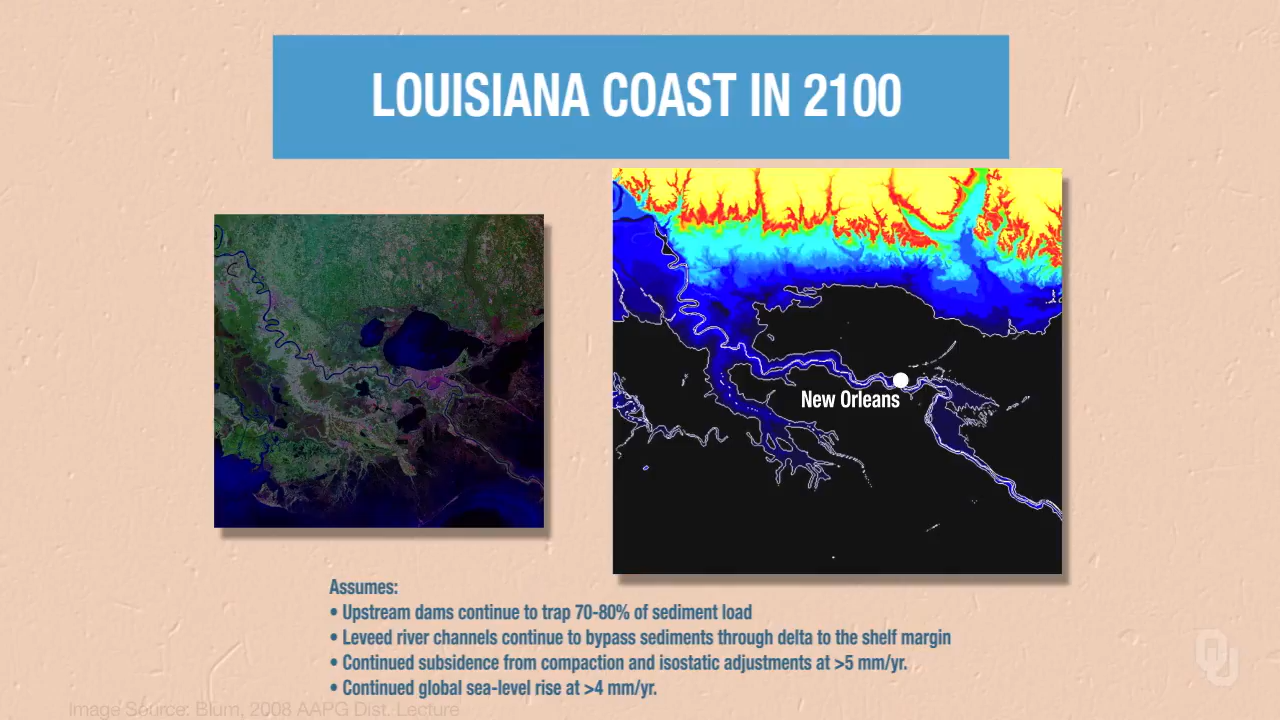 LOUISIANA COAST IN 2100
New Orleans
Assumes:
• Upstream dams continue to trap 70-80% of sediment load
• Leveed river channels continue to bypass sediments through delta to the shelf margin
• Continued subsidence from compaction and isostatic adjustments at >5 mm/yr.
• Continued global sea-level rise at >4 mm/yr.
Image Source: Blum, 2008 AAPG Dist. Lecture
OU